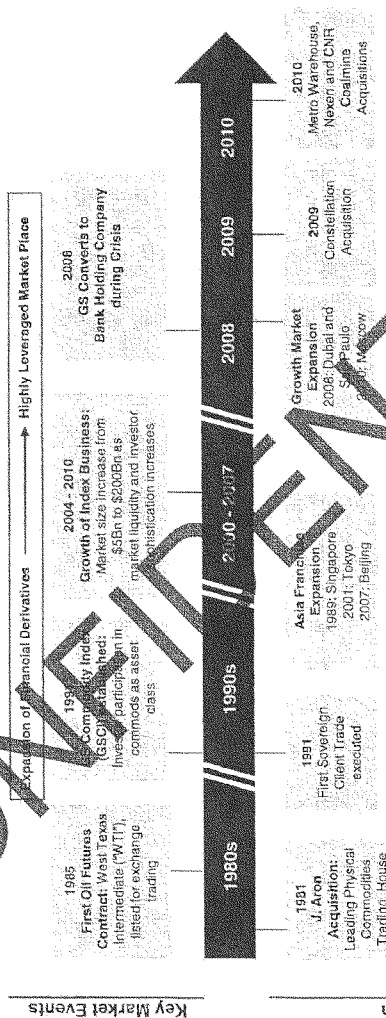 Key Market Events
Expansion of Financial Derivatives
Highly Leveraged Market Place
1985
First Oil Futures
Contract: West Texas
Intermediate ("WTI"),
listed for exchange
trading
Commodity Index
(GSCI) Established:
Investor participation in
commods as asset
class
2004 - 2010
Growth of Index Business:
Market size increase from
$5Bn to $200Bn as
market liquidity and investor
sophistication increases
2008
GS Converts to
Bank Holding Company
during Crisis
1980s
1990s
2000 - 2007
2008
2009
2010
1981
J. Aron
Acquisition:
Leading Physical
Commodities
Trading House
1991
First Sovereign
Client Trade
executed
Asia Franchise
Expansion
1989: Singapore
2001: Tokyo
2007: Beijing
Growth Market
Expansion
2008: Dubai and
Sao Paulo
Moscow
2009
Constellation
Acquisition
2010
Metro Warehouse,
Nexen and CNR
Coalmine
Acquisitions